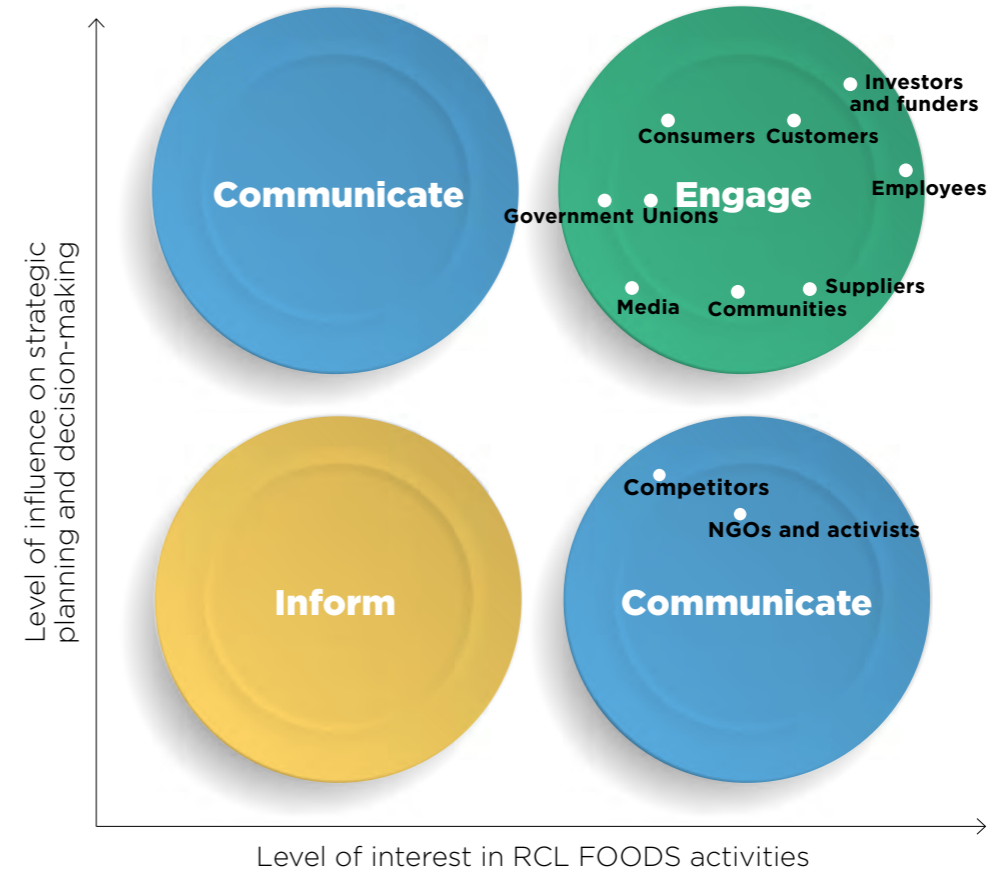 Level of influence on strategic
planning and decision-making
Communicate
Engage
Investors
and funders
Consumers
Customers
Employees
Government
Unions
Media
Communities
Suppliers
Inform
Communicate
Competitors
NGOs and activists
Level of interest in RCL FOODS activities